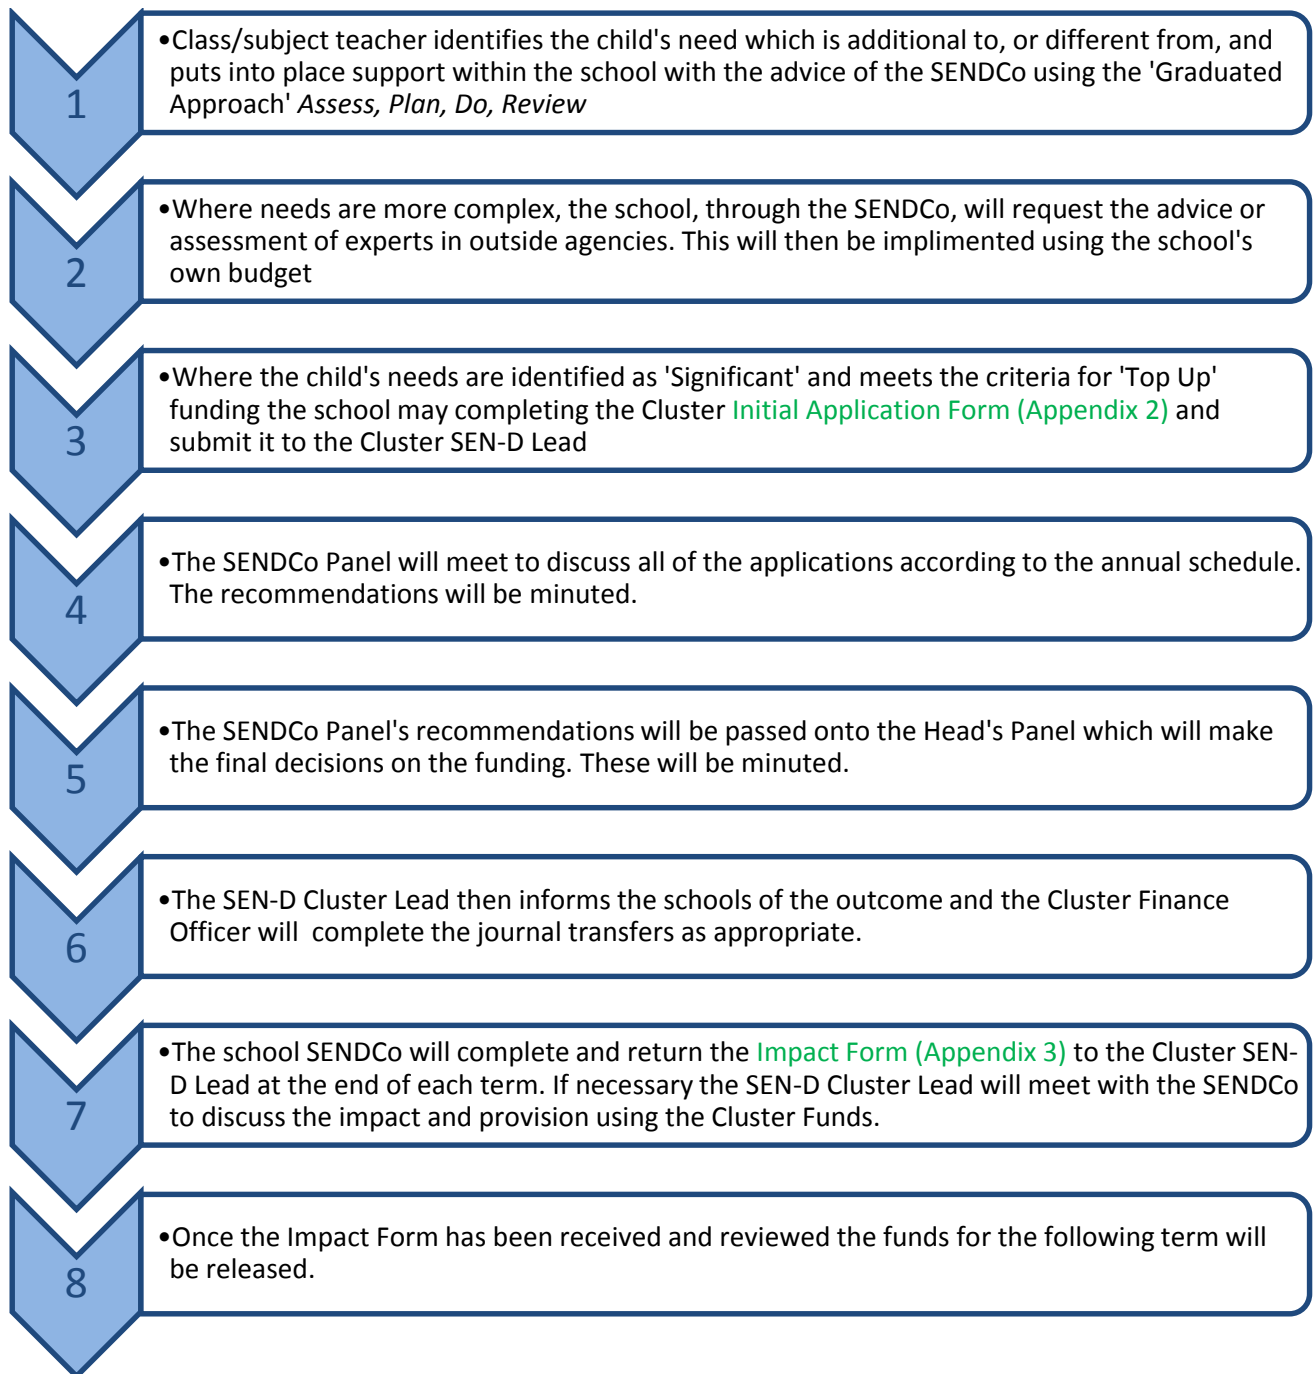 1
•Class/subject teacher identifies the child's need which is additional to, or different from, and
puts into place support within the school with the advice of the SENDCo using the 'Graduated
Approach' Assess, Plan, Do, Review
2
•Where needs are more complex, the school, through the SENDCo, will request the advice or
assessment of experts in outside agencies. This will then be implimented using the school's
own budget
3
•Where the child's needs are identified as 'Significant' and meets the criteria for 'Top Up'
funding the school may completing the Cluster Initial Application Form (Appendix 2) and
submit it to the Cluster SEN-D Lead
4
•The SENDCo Panel will meet to discuss all of the applications according to the annual schedule.
The recommendations will be minuted.
5
•The SENDCo Panel's recommendations will be passed onto the Head's Panel which will make
the final decisions on the funding. These will be minuted.
6
•The SEN-D Cluster Lead then informs the schools of the outcome and the Cluster Finance
Officer will complete the journal transfers as appropriate.
7
•The school SENDCo will complete and return the Impact Form (Appendix 3) to the Cluster SEN-
D Lead at the end of each term. If necessary the SEN-D Cluster Lead will meet with the SENDCo
to discuss the impact and provision using the Cluster Funds.
8
•Once the Impact Form has been received and reviewed the funds for the following term will
be released.